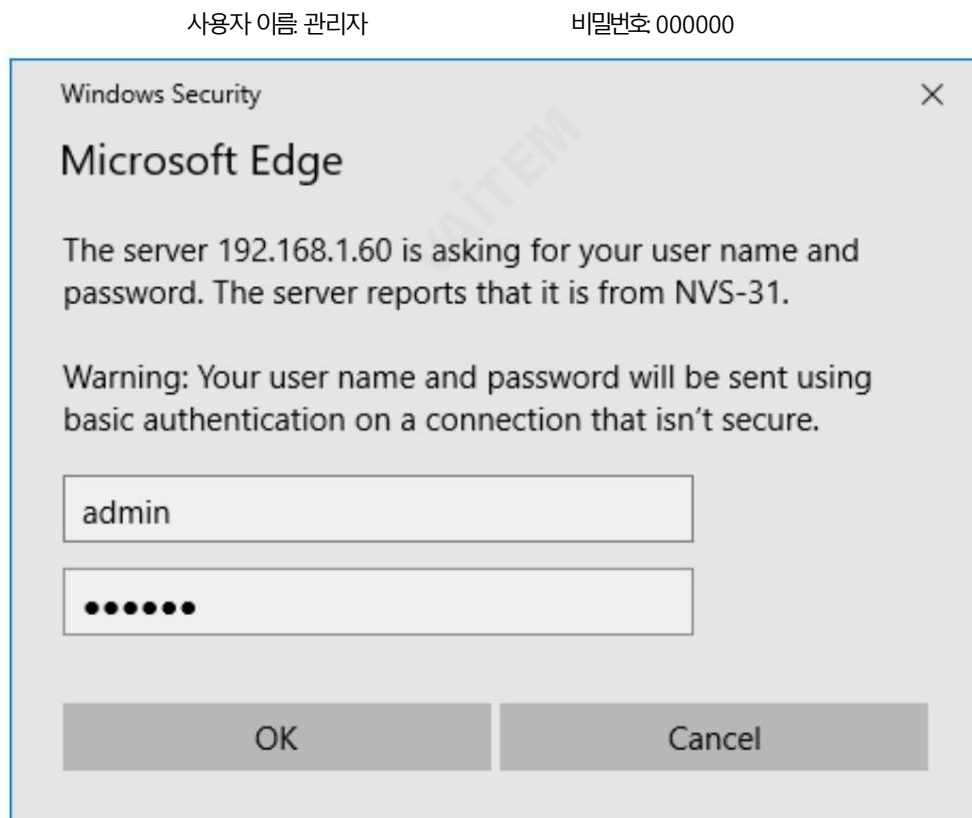 사용자 이름: 관리자 비밀번호: 000000
Windows Security
Microsoft Edge
VAiTEM
The server 192.168.1.60 is asking for your user name and
password. The server reports that it is from NVS-31.
Warning: Your user name and password will be sent using
basic authentication on a connection that isn't secure.
admin
••••••
OK Cancel